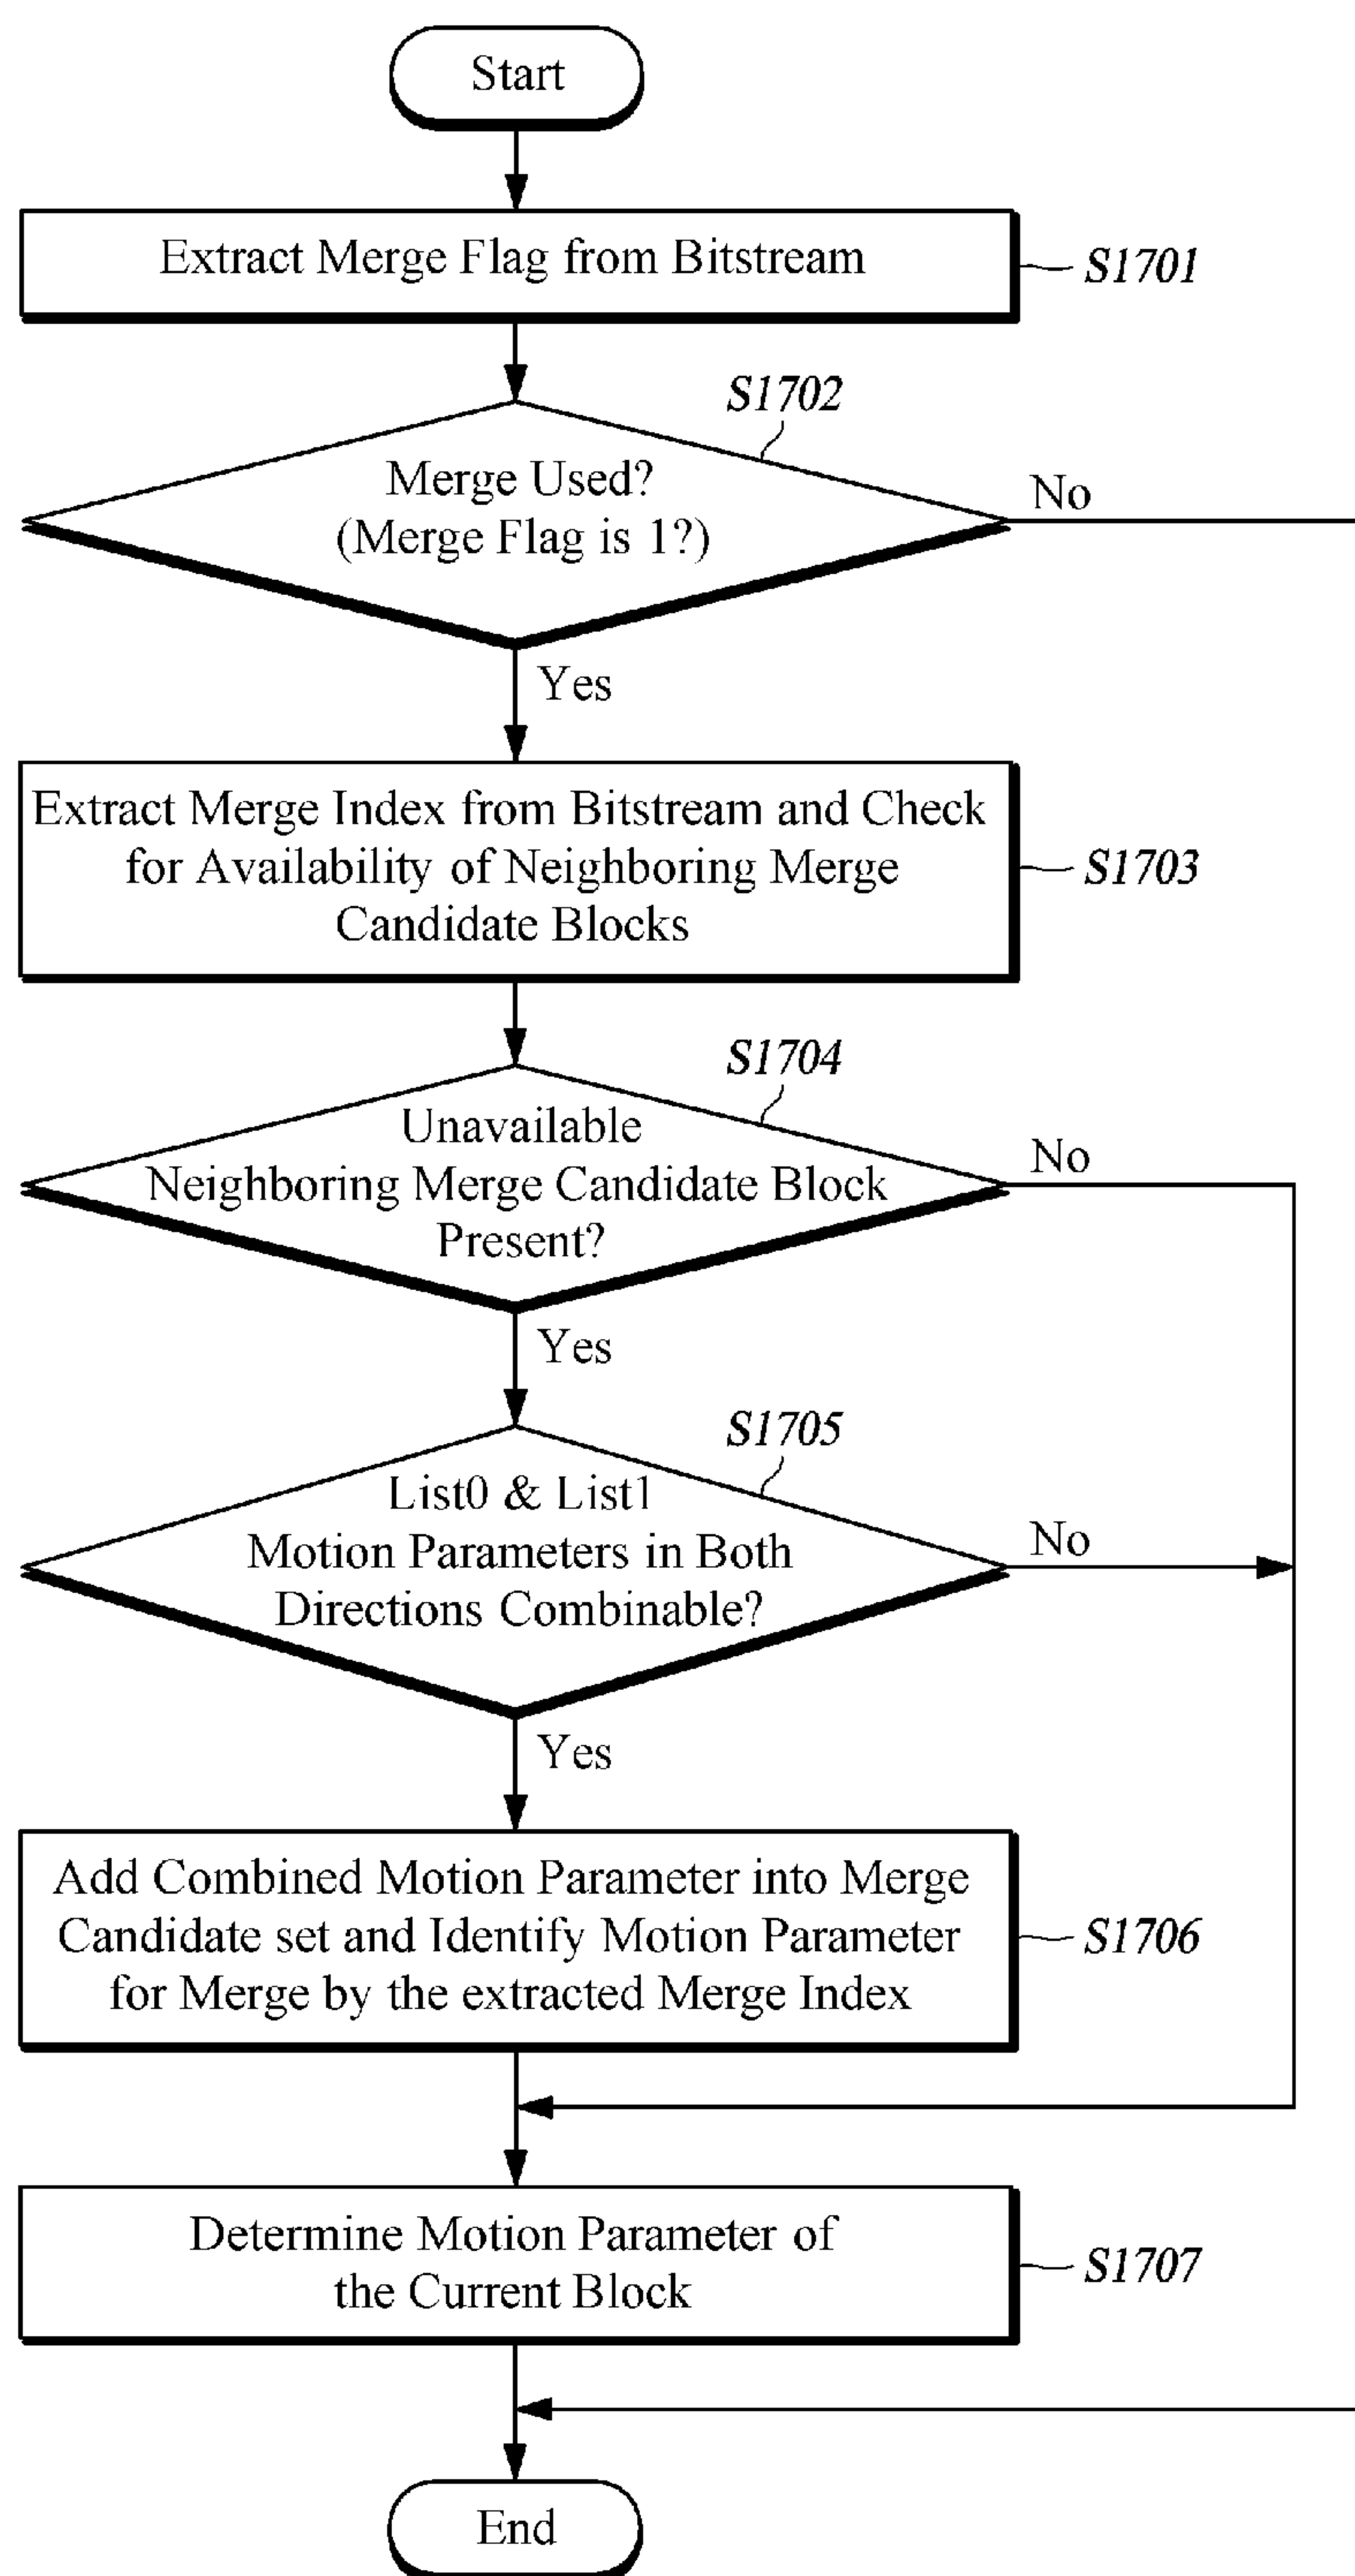 Start
Extract Merge Flag from Bitstream
S1701
S1702
Merge Used?
(Merge Flag is 1?)
No
Yes
Extract Merge Index from Bitstream and Check
for Availability of Neighboring Merge
Candidate Blocks
S1703
S1704
Unavailable
Neighboring Merge Candidate Block
Present?
No
Yes
S1705
List0 & List1
Motion Parameters in Both
Directions Combinable?
No
Yes
Add Combined Motion Parameter into Merge
Candidate set and Identify Motion Parameter
for Merge by the extracted Merge Index
S1706
Determine Motion Parameter of
the Current Block
S1707
End